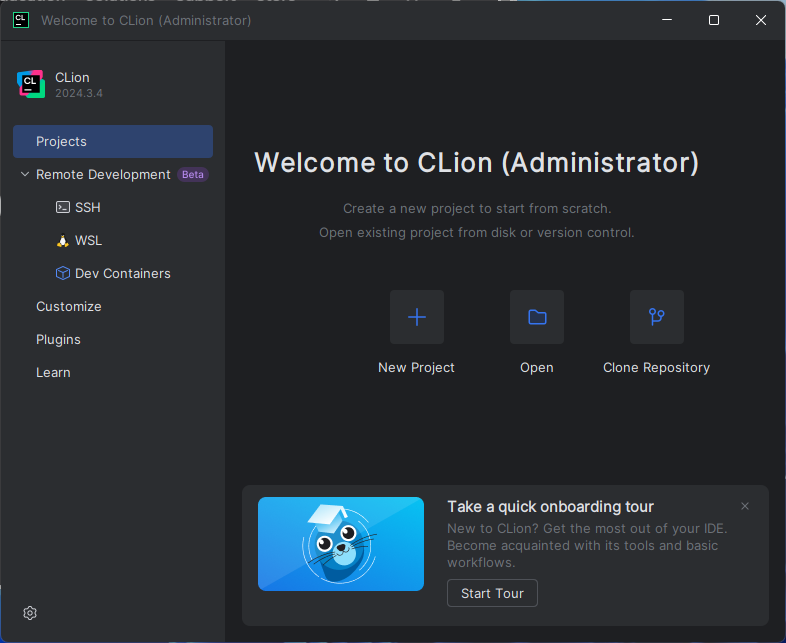 CL
Welcome to CLion (Administrator)
CL
CLion
2024.3.4
Projects
Remote Development Beta
SSH
WSL
Dev Containers
Customize
Plugins
Learn
Welcome to CLion (Administrator)
Create a new project to start from scratch.
Open existing project from disk or version control.
New Project
Open
Clone Repository
Take a quick onboarding tour
New to CLion? Get the most out of your IDE.
Become acquainted with its tools and basic
workflows.
Start Tour